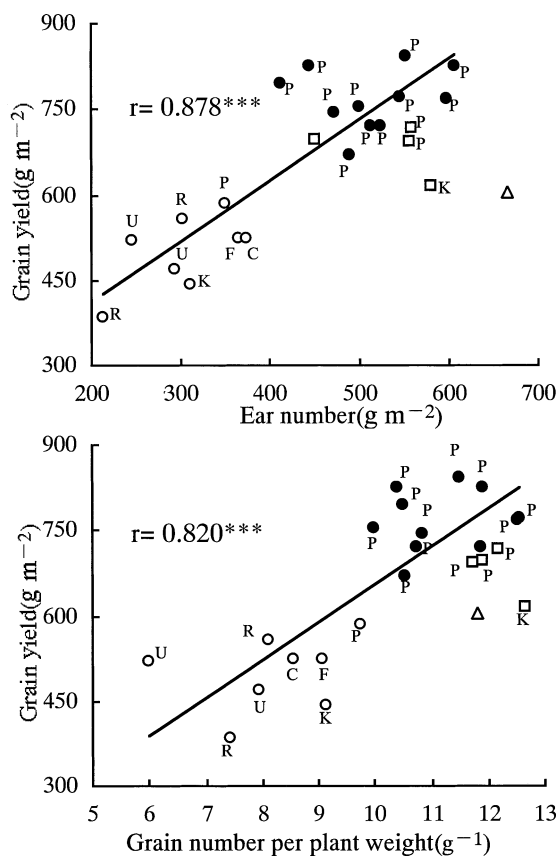 900
750
600
450
300
Grain yield(g m−2)
r= 0.878***
P
P
P
P
P
P
P
P
P
P
P
P
P
K
P
R
U
U
F
C
K
R
200
300
400
500
600
700
Ear number(g m−2)
900
750
600
450
300
Grain yield(g m−2)
r= 0.820***
P
P
P
P
P
P
P
P
P
P
P
P
P
P
K
R
U
C
F
U
K
R
5
6
7
8
9
10
11
12
13
Grain number per plant weight(g−1)